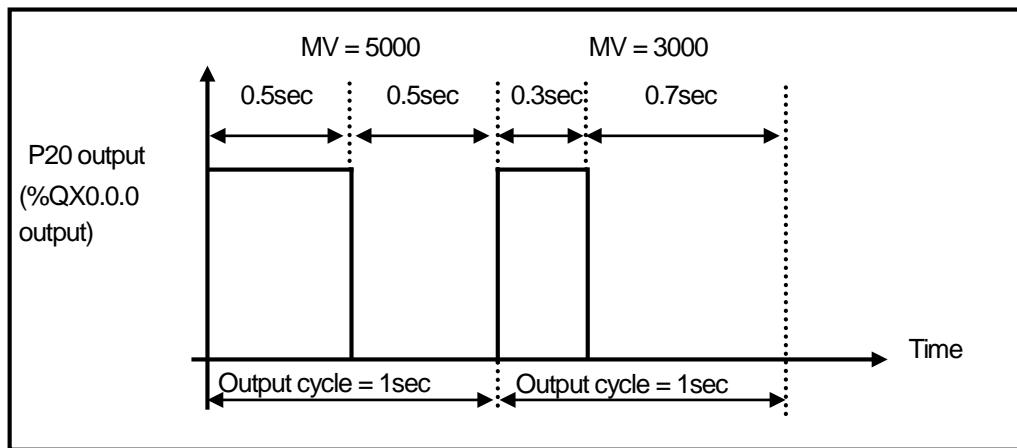 MV = 5000 MV = 3000
0.5sec 0.5sec 0.3sec 0.7sec
P20 output
(%QX0.0.0
output)
Time
Output cycle = 1sec Output cycle = 1sec